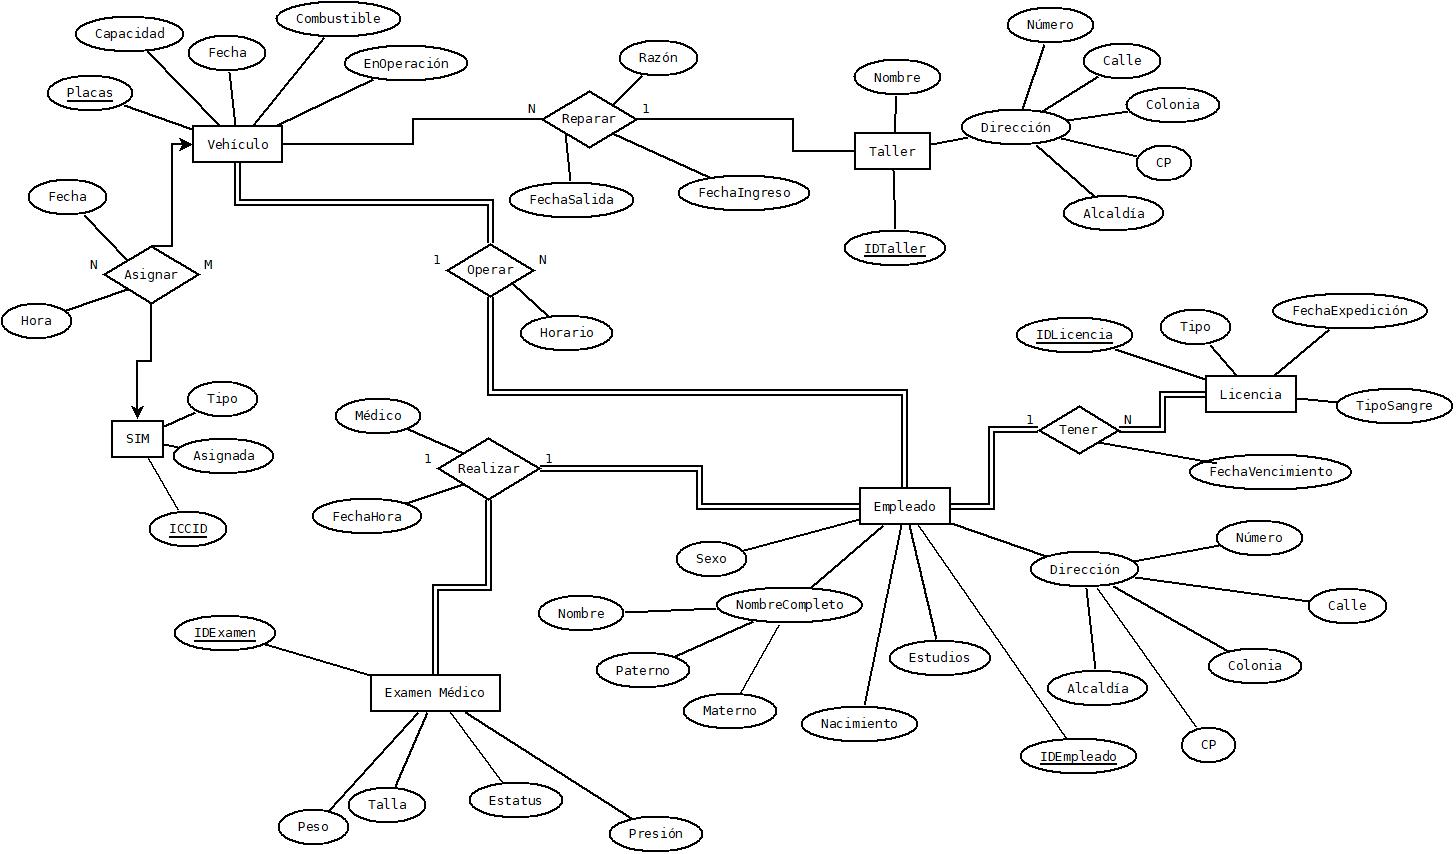 Combustible
Capacidad
Fecha
EnOperación
Placas
Vehículo
N
Reparar
1
Razón
FechaSalida
FechaIngreso
Nombre
Taller
IDTaller
Dirección
Número
Calle
Colonia
CP
Alcaldía
Fecha
N
Asignar
M
Hora
1
Operar
N
Horario
SIM
Tipo
Asignada
ICCID
Médico
1
Realizar
1
FechaHora
IDLicencia
Tipo
FechaExpedición
Licencia
TipoSangre
1
Tener
N
FechaVencimiento
Empleado
Sexo
NombreCompleto
Nombre
Paterno
Materno
Nacimiento
Estudios
IDEmpleado
Dirección
Número
Calle
Colonia
CP
Alcaldía
IDExamen
Examen Médico
Peso
Talla
Estatus
Presión